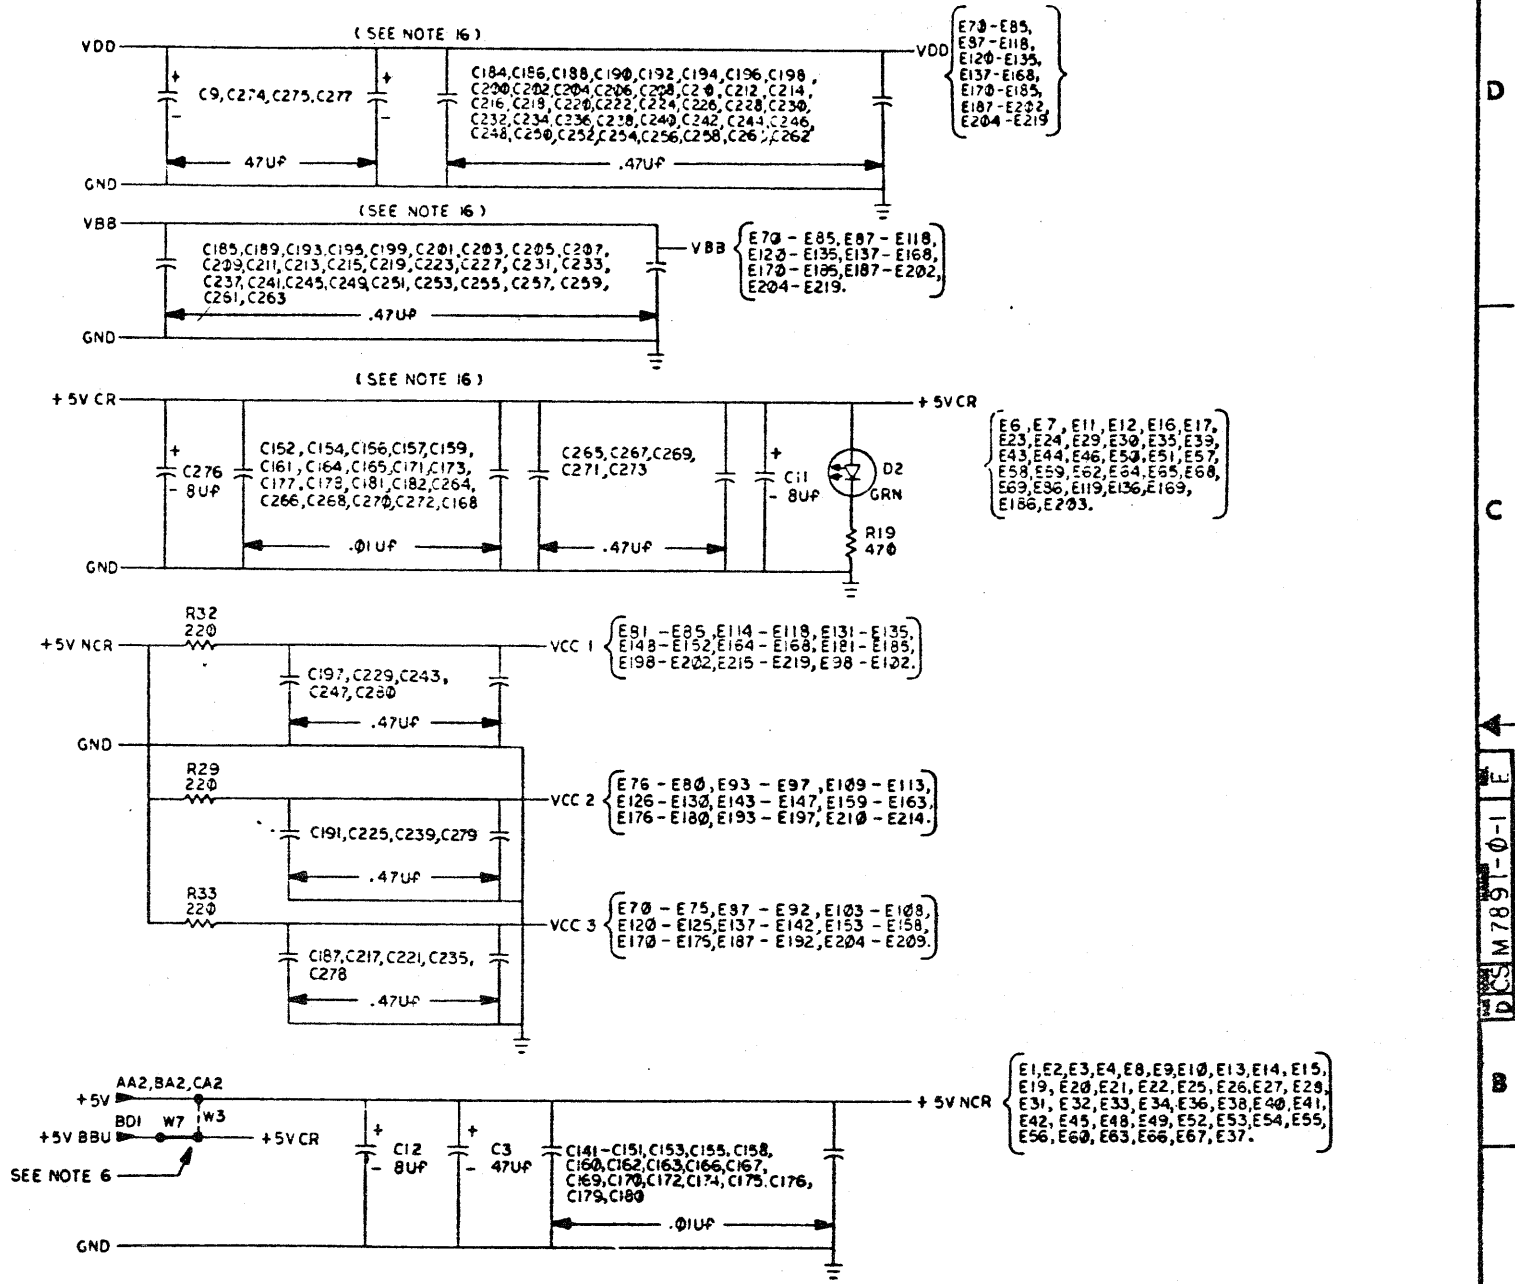 (SEE NOTE 16)
VDD
VDD
E70-E85,
E87-E118,
E120-E135,
E137-E168,
E170-E185,
E187-E202,
E204-E219
D
+
C9,C274,C275,C277
+
-
-
C184,C186,C188,C190,C192,C194,C196,C198,
C200,C202,C204,C206,C208,C210,C212,C214,
C216,C218,C220,C222,C224,C226,C228,C230,
C232,C234,C236,C238,C240,C242,C244,C246,
C248,C250,C252,C254,C256,C258,C262
47UF
.47UF
GND
(SEE NOTE 16)
VBB
C185,C189,C193,C195,C199,C201,C203,C205,C207,
C209,C211,C213,C215,C219,C223,C227,C231,C233,
C237,C241,C245,C249,C251,C253,C255,C257,C259,
C261,C263
VBB
E70-E85,E87-E118,
E120-E135,E137-E168,
E170-E185,E187-E202,
E204-E219.
.47UF
GND
(SEE NOTE 16)
+5V CR
+5VCR
+
C276
- 8UF
C152,C154,C156,C157,C159,
C161,C164,C165,C171,C173,
C177,C178,C181,C182,C264,
C266,C268,C270,C272,C168
C265,C267,C269,
C271,C273
+
C11
- 8UF
D2
GRN
E6,E7,E11,E12,E16,E17,
E23,E24,E29,E30,E35,E39,
E43,E44,E46,E50,E51,E57,
E58,E59,E62,E64,E65,E68,
E69,E86,E119,E136,E169,
E186,E203.
C
.01UF
.47UF
R19
470
GND
R32
220
+5V NCR
VCC 1
E81-E85,E114-E118,E131-E135,
E148-E152,E164-E168,E181-E185,
E198-E202,E215-E219,E98-E102.
C197,C229,C243,
C247,C280
.47UF
GND
R29
220
VCC 2
E76-E80,E93-E97,E109-E113,
E126-E130,E143-E147,E159-E163,
E176-E180,E193-E197,E210-E214.
C191,C225,C239,C279
.47UF
R33
220
VCC 3
E70-E75,E87-E92,E103-E108,
E120-E125,E137-E142,E153-E158,
E170-E175,E187-E192,E204-E209.
C187,C217,C221,C235,
C278
.47UF
D CS M7891-0-1 E
B
AA2,BA2,CA2
+5V
BD1
W7
W3
+5V BBU
+5VCR
SEE NOTE 6
+
C12
- 8UF
+
C3
- 47UF
C141-C151,C153,C155,C158,
C160,C162,C163,C166,C167,
C169,C170,C172,C174,C175,C176,
C179,C180
+5V NCR
E1,E2,E3,E4,E8,E9,E10,E13,E14,E15,
E19,E20,E21,E22,E25,E26,E27,E28,
E31,E32,E33,E34,E36,E38,E40,E41,
E42,E45,E48,E49,E52,E53,E54,E55,
E56,E60,E63,E66,E67,E37.
.01UF
GND